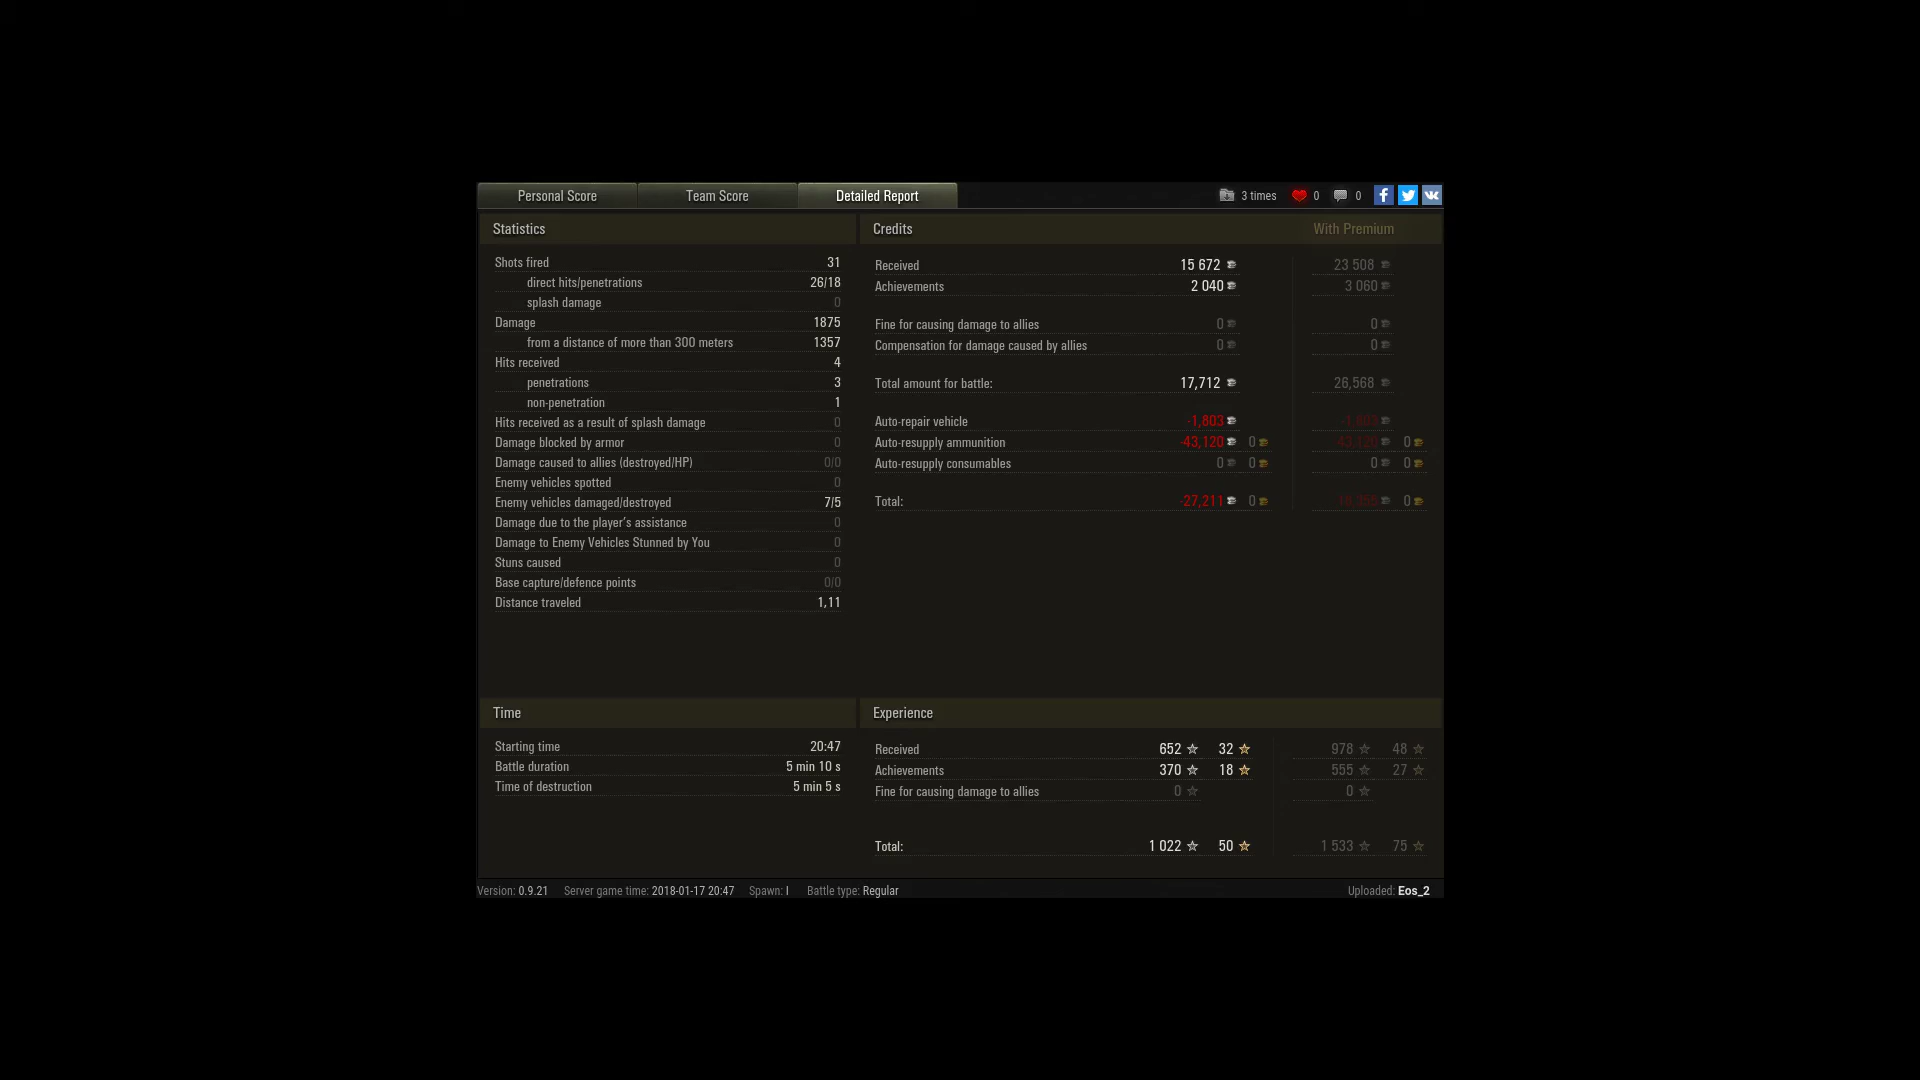 Personal Score Team Score Detailed Report 3 times 0 0
Statistics
Shots fired 31
direct hits/penetrations 26/18
splash damage 0
Damage 1875
from a distance of more than 300 meters 1357
Hits received 4
penetrations 3
non-penetration 1
Hits received as a result of splash damage 0
Damage blocked by armor 0
Damage caused to allies (destroyed/HP) 0/0
Enemy vehicles spotted 0
Enemy vehicles damaged/destroyed 7/5
Damage due to the player's assistance 0
Damage to Enemy Vehicles Stunned by You 0
Stuns caused 0
Base capture/defence points 0/0
Distance traveled 1,11
Credits With Premium
Received 15 672 23 508
Achievements 2 040 3 060
Fine for causing damage to allies 0 0
Compensation for damage caused by allies 0 0
Total amount for battle: 17,712 26,568
Auto-repair vehicle -1,803 -1,803
Auto-resupply ammunition -43,120 0 -43,120 0
Auto-resupply consumables 0 0 0 0
Total: -27,211 0 0
Time
Starting time 20:47
Battle duration 5 min 10 s
Time of destruction 5 min 5 s
Experience
Received 652 32 978 48
Achievements 370 18 555 27
Fine for causing damage to allies 0 0
Total: 1 022 50 1 533 75
Version: 0.9.21 Server game time: 2018-01-17 20:47 Spawn: I Battle type: Regular Uploaded: Eos_2